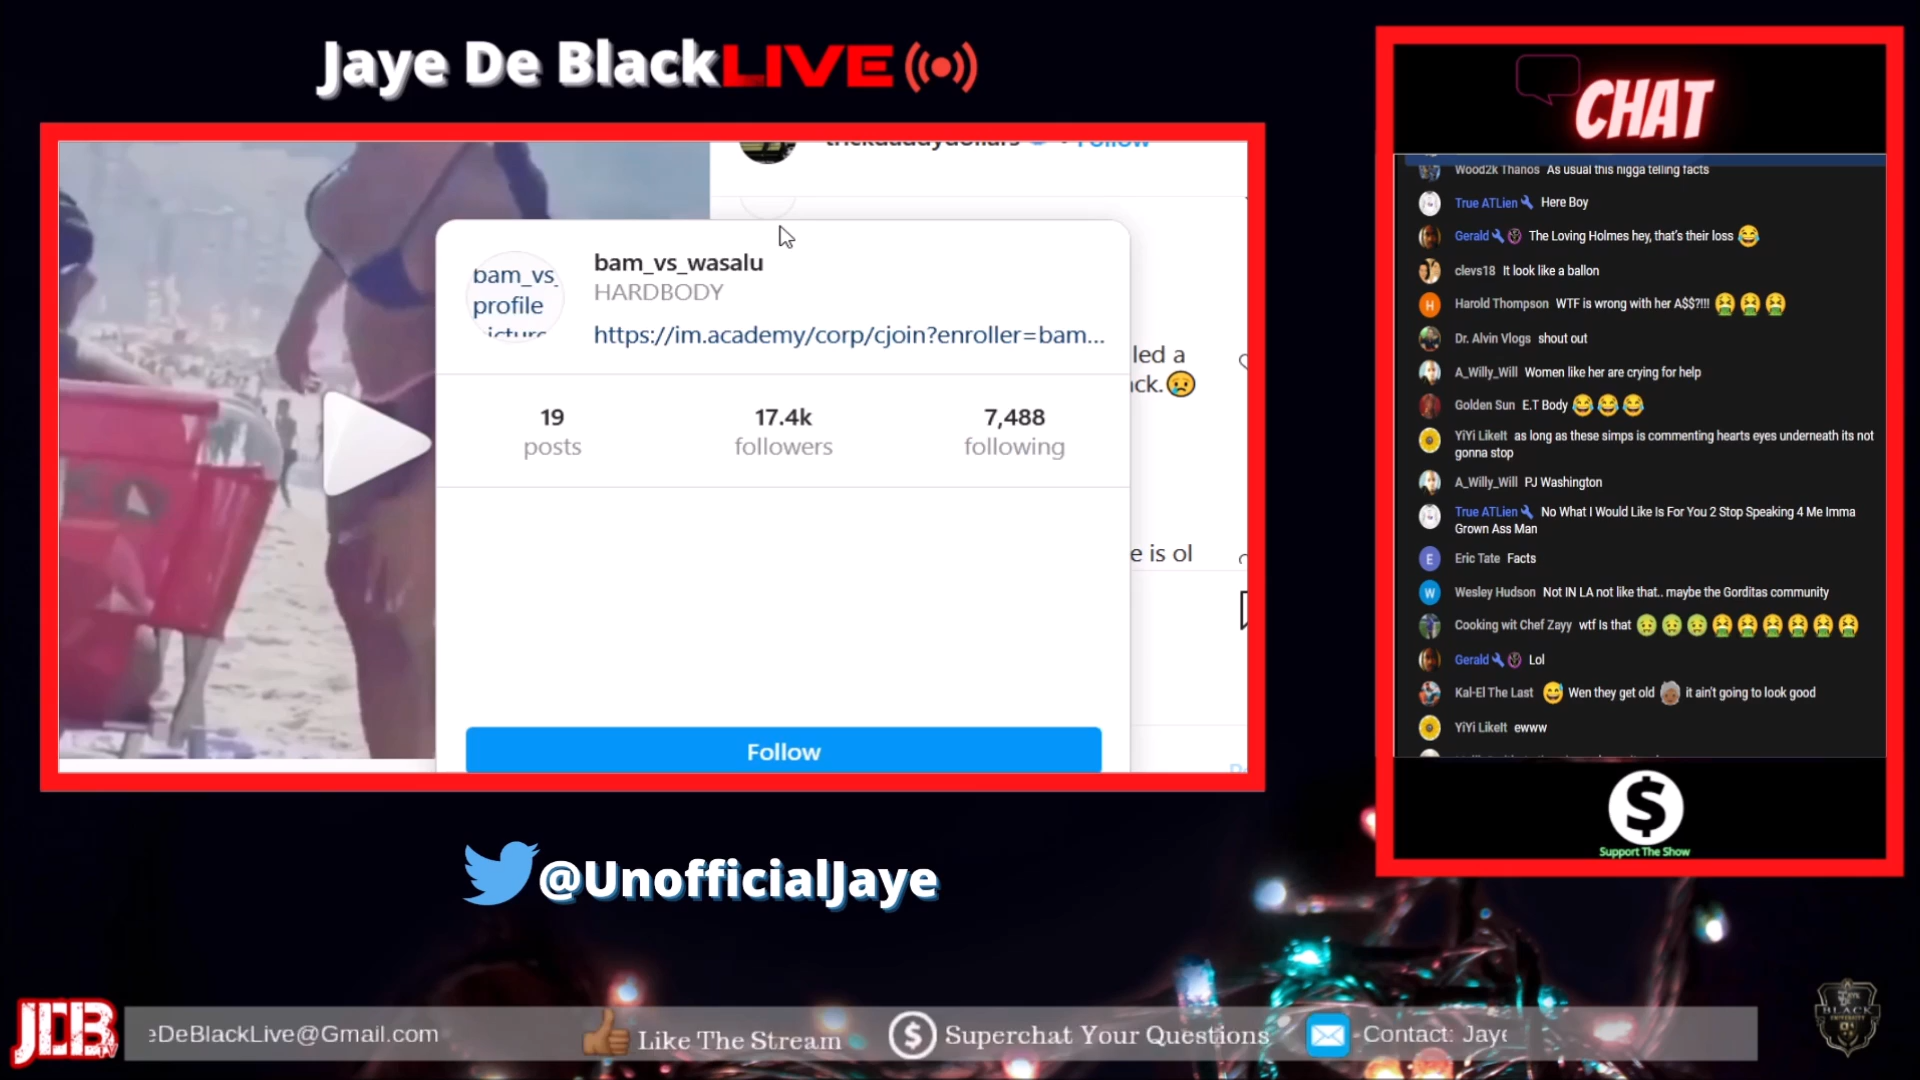 Jaye De BlackLIVE
CHAT
Follow
bam_vs_
profile
bam_vs_wasalu
HARDBODY
https://im.academy/corp/cjoin?enroller=bam...
led a
ck.😥
19
posts
17.4k
followers
7,488
following
e is ol
Follow
Wood2k Thanos As usual this nigga telling facts
True ATLien Here Boy
Gerald The Loving Holmes hey, that's their loss 😂
clevs18 It look like a ballon
H
Harold Thompson WTF is wrong with her A$$?!!! 🤮🤮🤮
Dr. Alvin Vlogs shout out
A_Willy_Will Women like her are crying for help
Golden Sun E.T Body 😂😂😂
YiYi LikeIt as long as these simps is commenting hearts eyes underneath its not
gonna stop
A_Willy_Will PJ Washington
True ATLien No What I Would Like Is For You 2 Stop Speaking 4 Me Imma
Grown Ass Man
E
Eric Tate Facts
W
Wesley Hudson Not IN LA not like that.. maybe the Gorditas community
Cooking wit Chef Zayy wtf Is that 🤢🤢🤢🤮🤮🤮🤮🤮🤮
Gerald Lol
Kal-El The Last 😅 Wen they get old 👵🏽 it ain't going to look good
YiYi LikeIt ewww
$
Support The Show
@UnofficialJaye
JDB
TV
eDeBlackLive@Gmail.com
Like The Stream
$
Superchat Your Questions
Contact: Jaye
BLACK